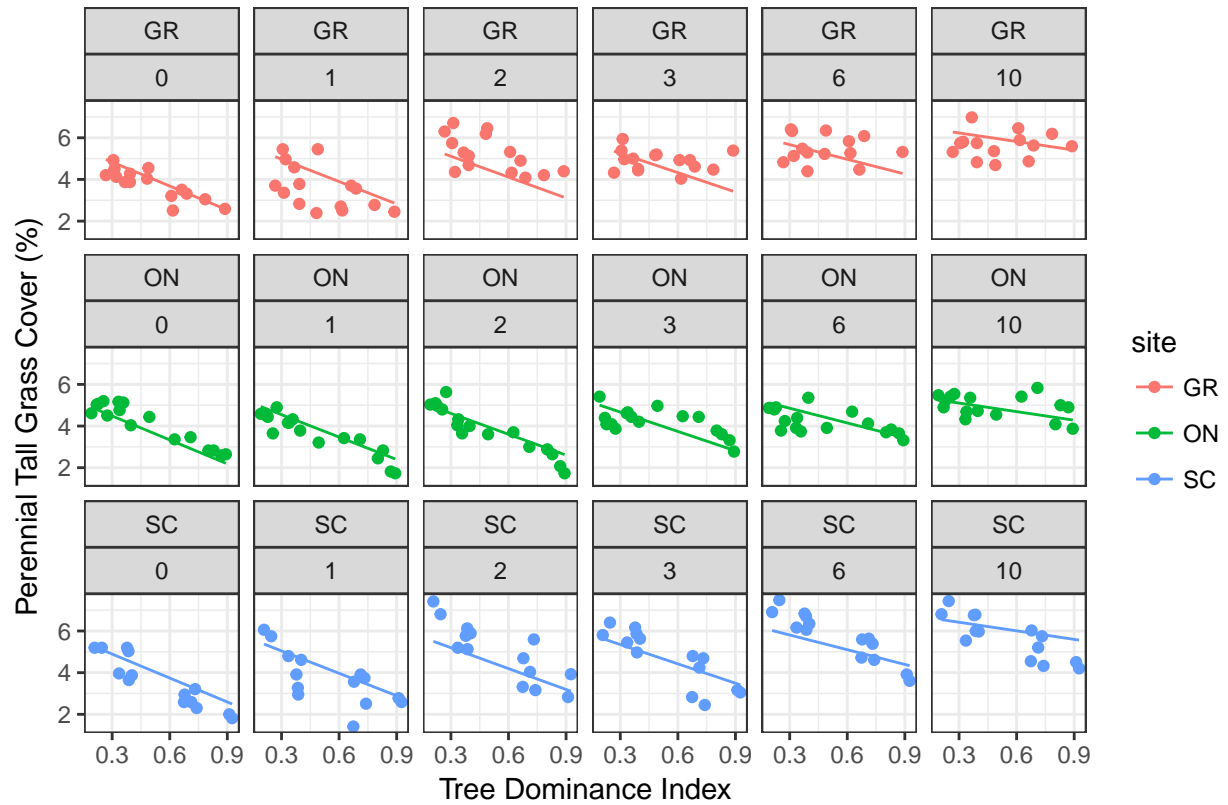 GR GR GR GR GR GR
0 1 2 3 6 10
6
4
2
ON ON ON ON ON ON
0 1 2 3 6 10
6
4
2
SC SC SC SC SC SC
0 1 2 3 6 10
6
4
2
0.3 0.6 0.9 0.3 0.6 0.9 0.3 0.6 0.9 0.3 0.6 0.9 0.3 0.6 0.9 0.3 0.6 0.9
Tree Dominance Index
Perennial Tall Grass Cover (%)
site
GR
ON
SC